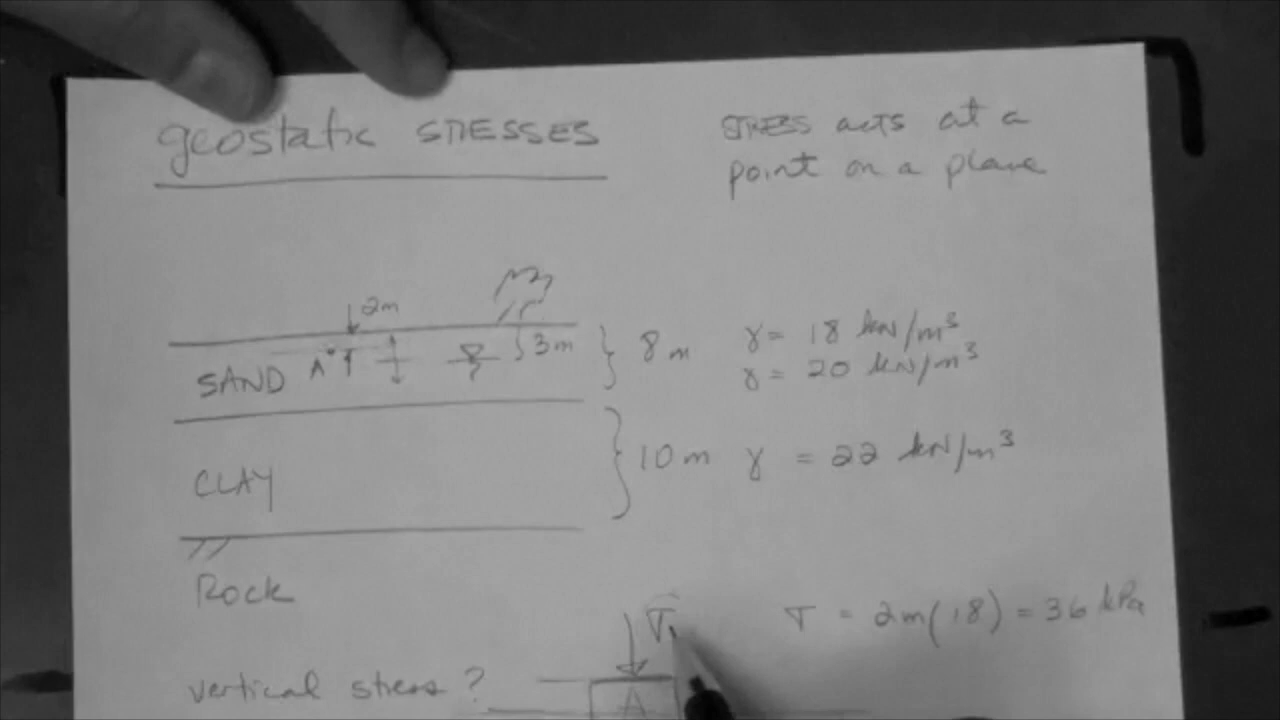 geostatic STRESSES
STRESS acts at a
point on a plane
2m
3m
8 m
γ = 18 kN/m³
γ = 20 kN/m³
SAND
A
CLAY
10 m
γ = 22 kN/m³
Rock
σ = 2m(18) = 36 kPa
vertical stress?
A